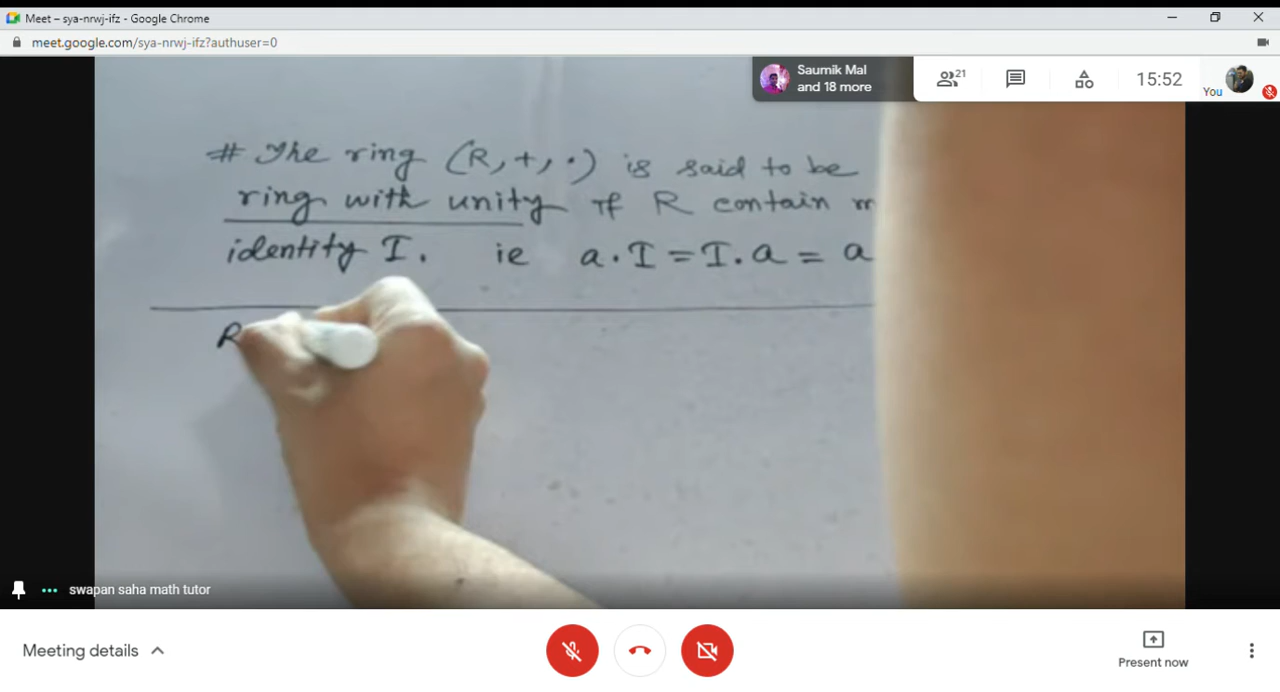 Meet – sya-nrwj-ifz - Google Chrome
meet.google.com/sya-nrwj-ifz?authuser=0
Saumik Mal
and 18 more
21
15:52
You
# The ring (R, +, ·) is said to be
ring with unity if R contain m
identity I. ie a · I = I . a = a
R
swapan saha math tutor
Meeting details
Present now